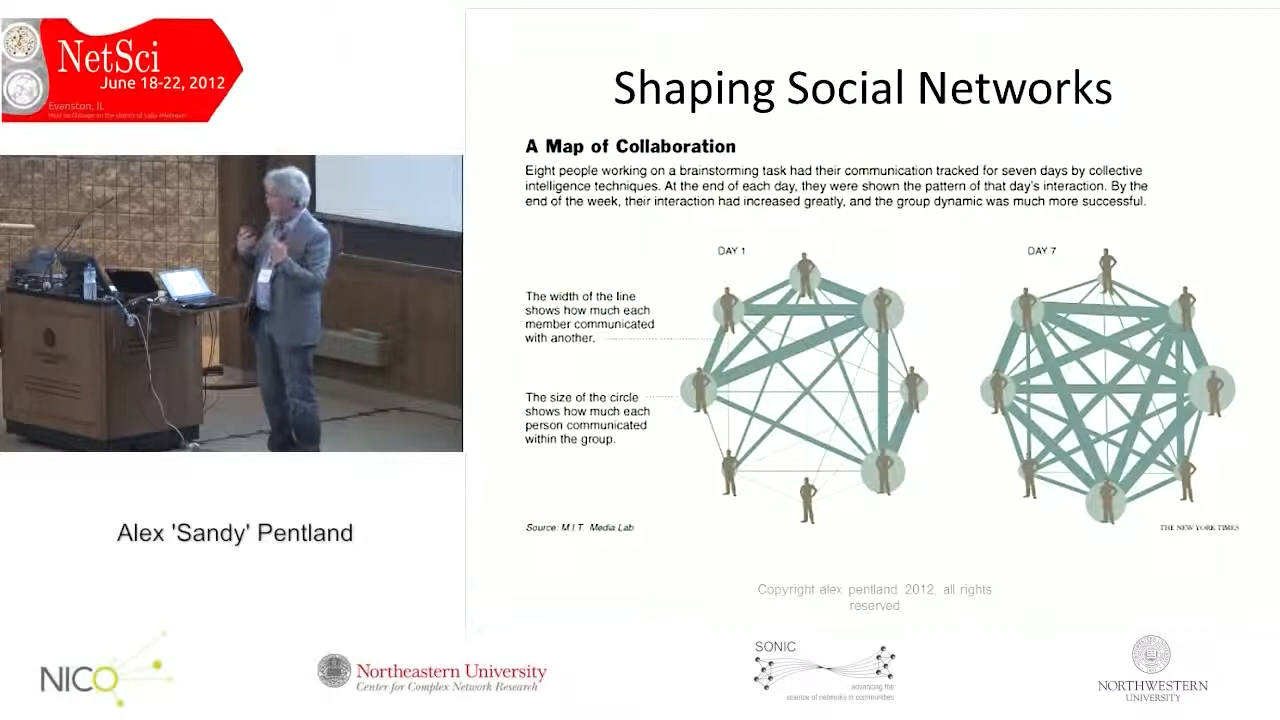 NetSci
June 18-22, 2012
Evanston, IL
Shaping Social Networks
A Map of Collaboration
Eight people working on a brainstorming task had their communication tracked for seven days by collective
intelligence techniques. At the end of each day, they were shown the pattern of that day's interaction. By the
end of the week, their interaction had increased greatly, and the group dynamic was much more successful.
DAY 1
DAY 7
The width of the line
shows how much each
member communicated
with another.
The size of the circle
shows how much each
person communicated
within the group.
Source: M.I.T. Media Lab
THE NEW YORK TIMES
Alex 'Sandy' Pentland
Copyright alex pentland 2012. all rights
reserved
NICO
Northeastern University
Center for Complex Network Research
SONIC
advancing the
science of networks in communities
NORTHWESTERN
UNIVERSITY